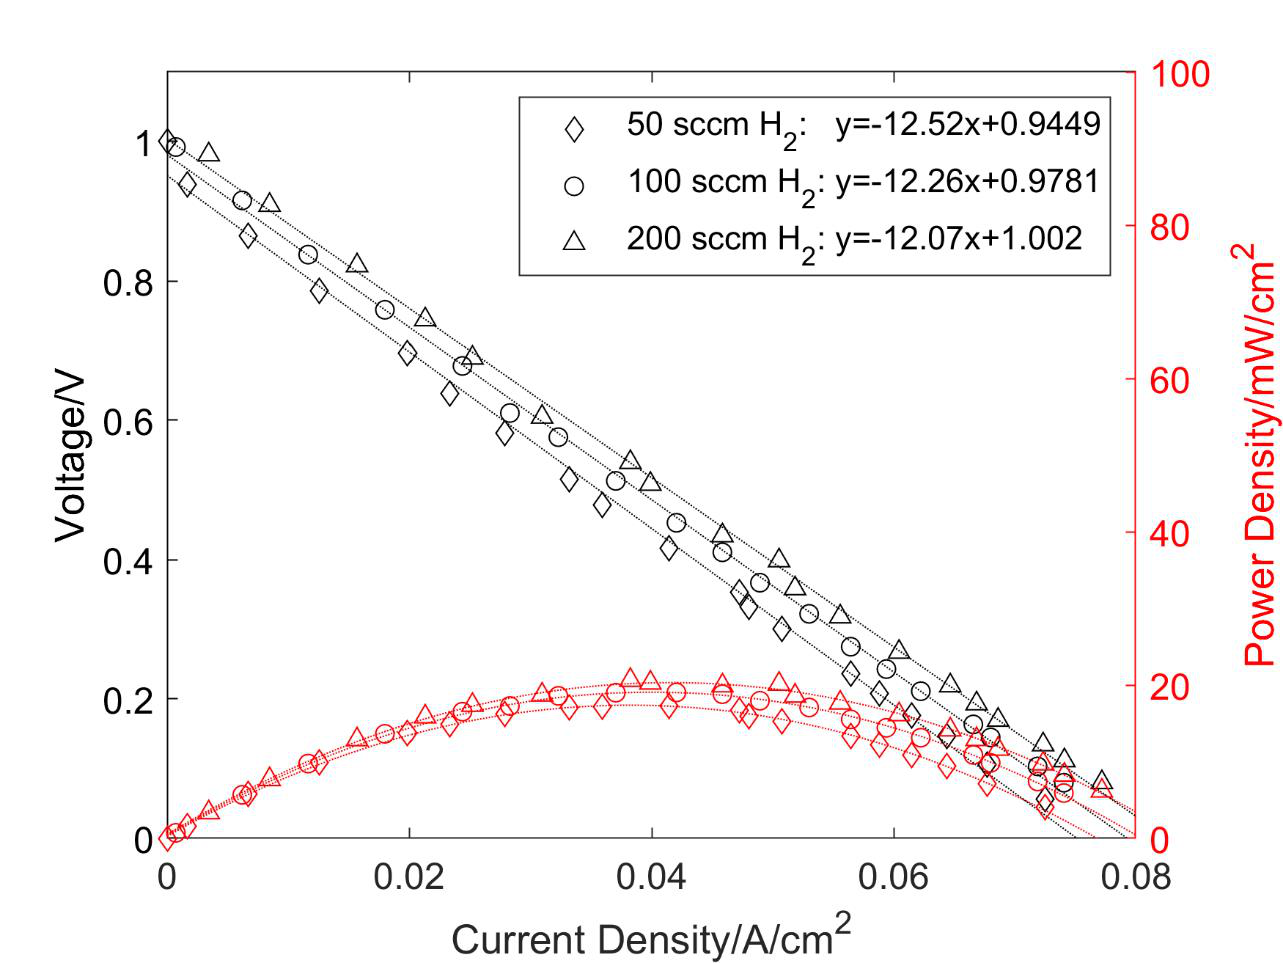 50 sccm H2: y=-12.52x+0.9449
100 sccm H2: y=-12.26x+0.9781
200 sccm H2: y=-12.07x+1.002
Voltage/V
1
0.8
0.6
0.4
0.2
0
Power Density/mW/cm2
100
80
60
40
20
0
0 0.02 0.04 0.06 0.08
Current Density/A/cm2